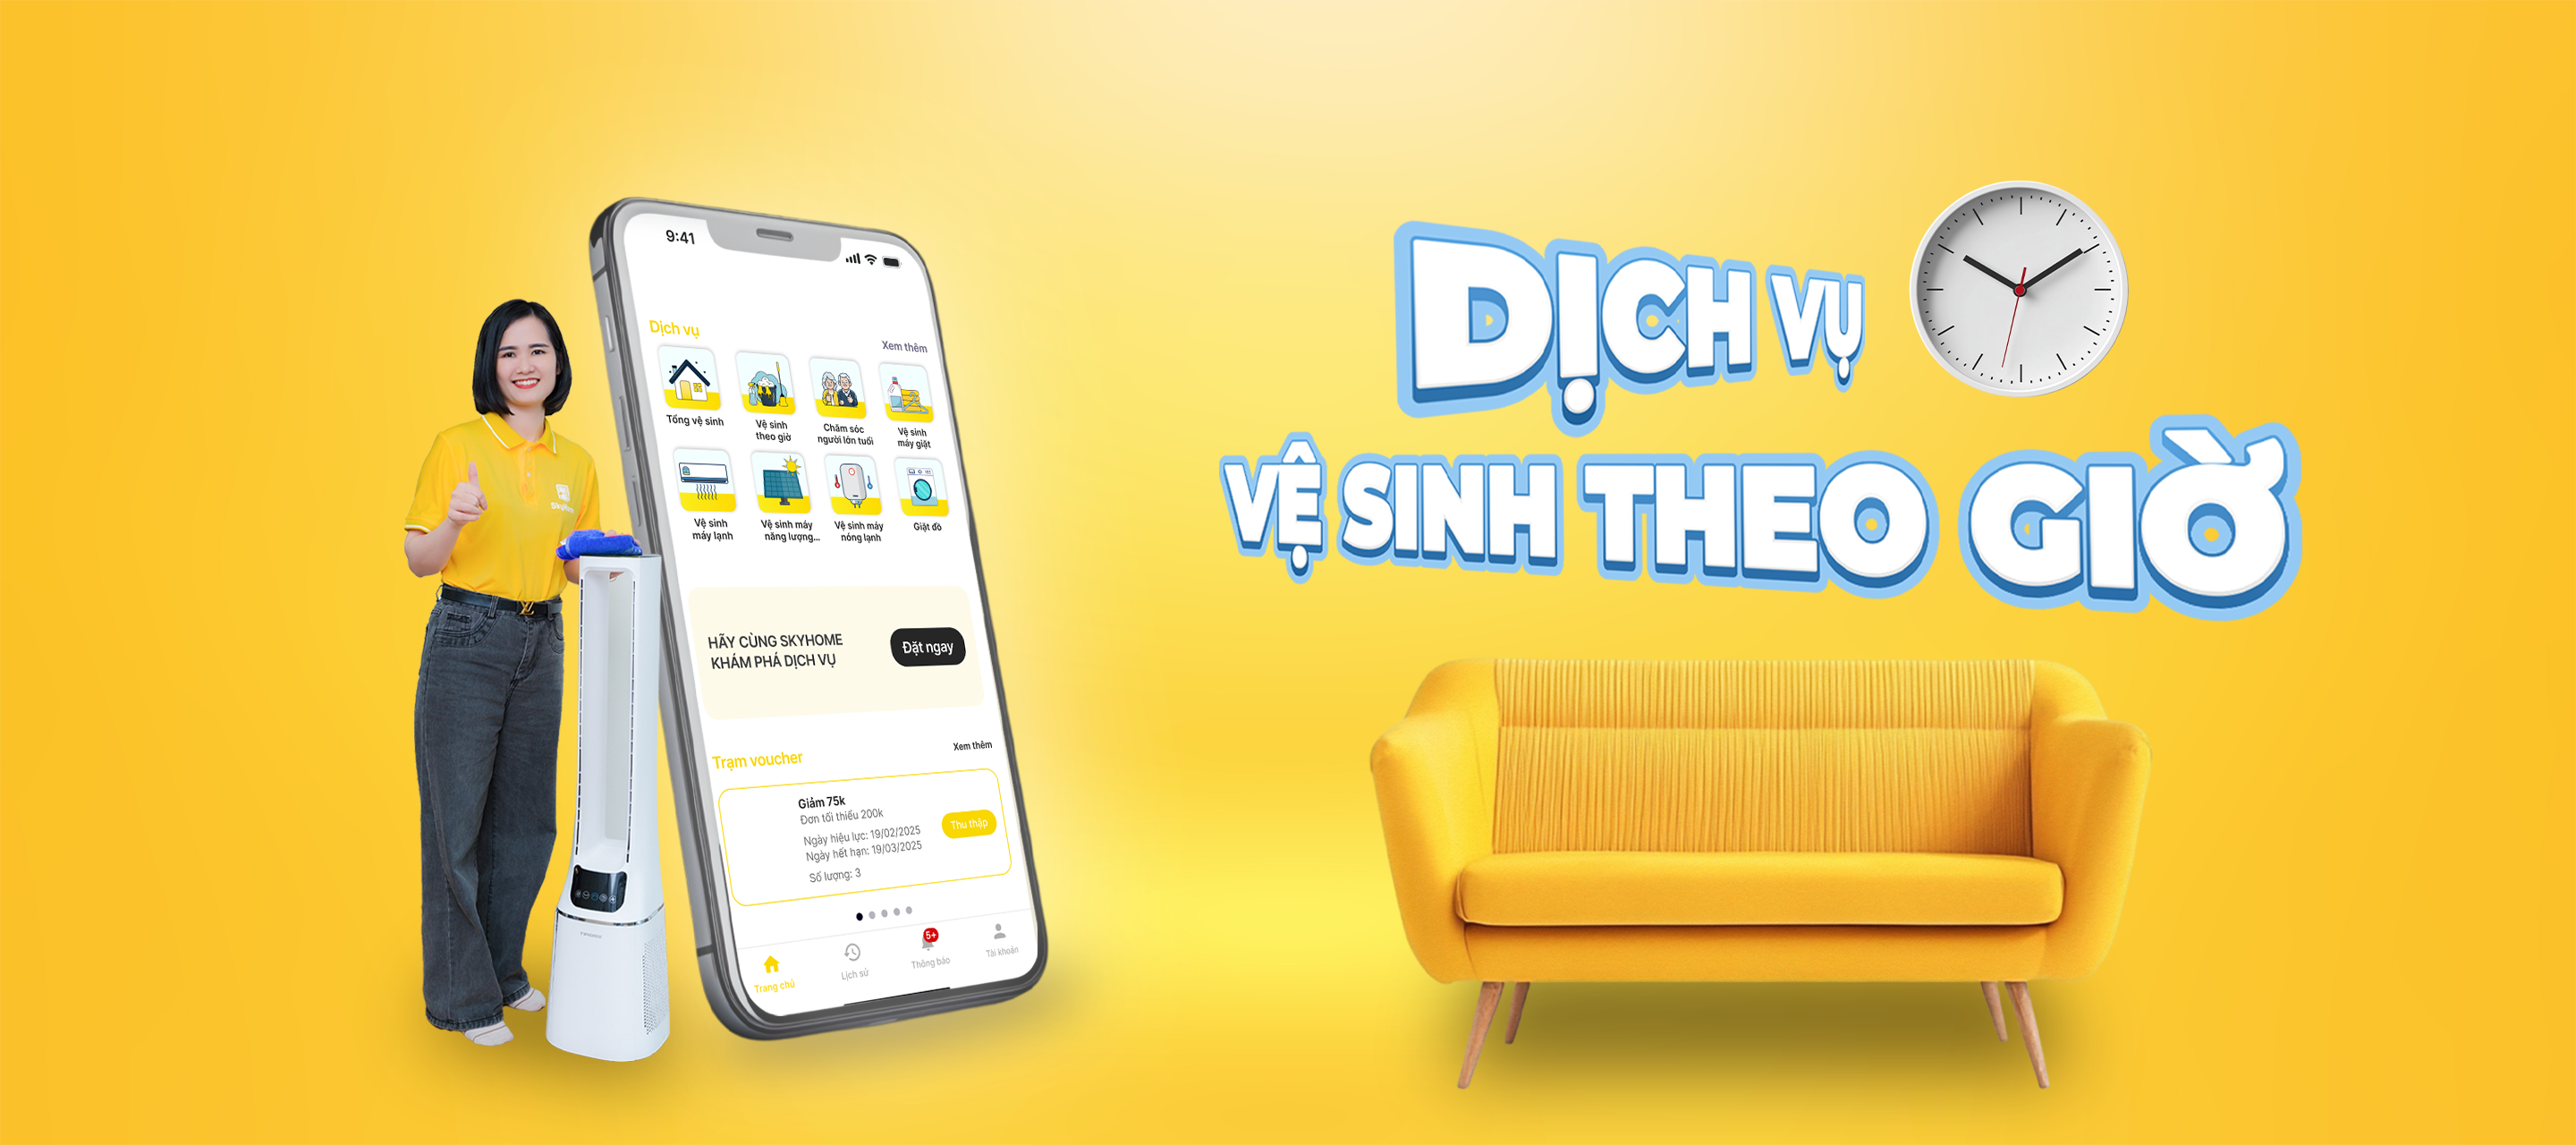 9:41
Dịch vụ
Xem thêm
Tổng vệ sinh
Vệ sinh
theo giờ
Chăm sóc
người lớn tuổi
Vệ sinh
máy giặt
Vệ sinh
máy lạnh
Vệ sinh máy
năng lượng...
Vệ sinh máy
nóng lạnh
Giặt đồ
HÃY CÙNG SKYHOME
KHÁM PHÁ DỊCH VỤ
Đặt ngay
Trạm voucher
Xem thêm
Giảm 75k
Đơn tối thiểu 200k
Ngày hiệu lực: 19/02/2025
Ngày hết hạn: 19/03/2025
Số lượng: 3
Thu thập
Trang chủ
Lịch sử
5+
Thông báo
Tài khoản
Skyhome
DỊCH VỤ
VỆ SINH THEO GIỜ